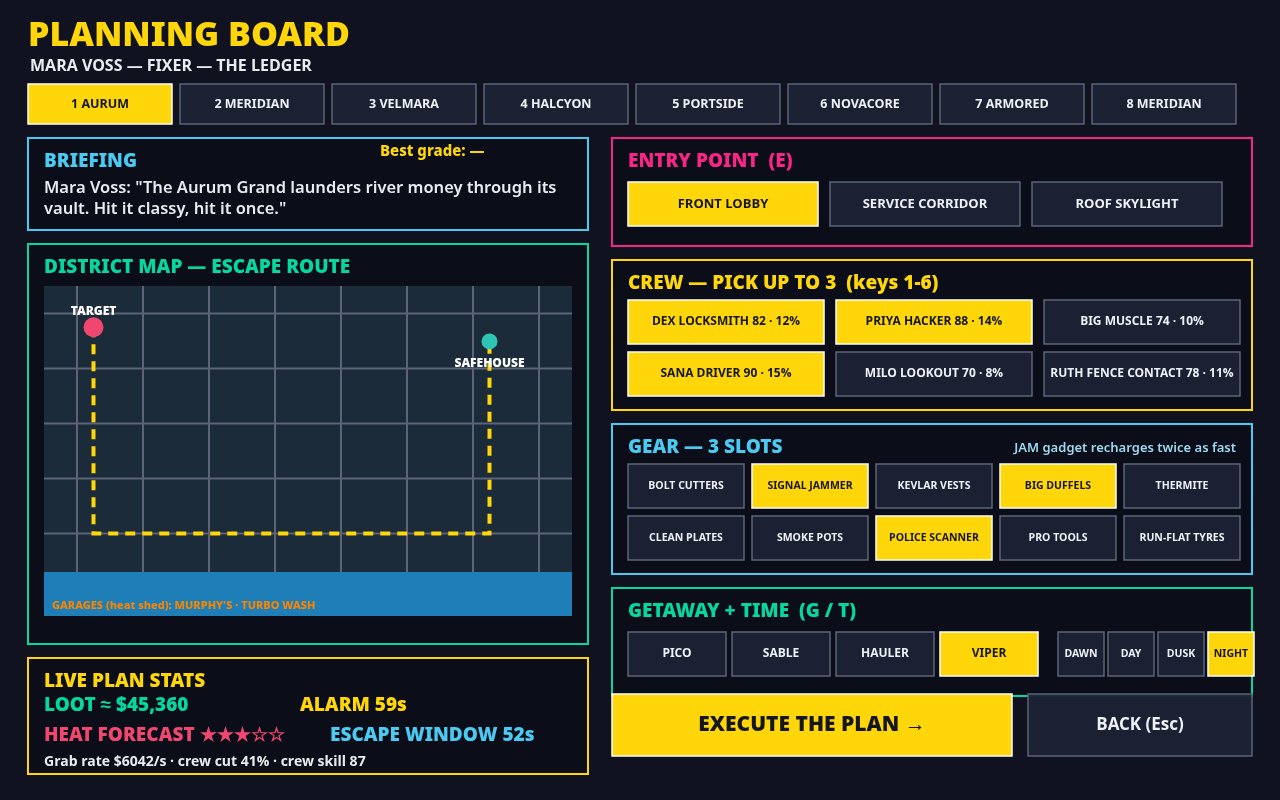 PLANNING BOARD
MARA VOSS — FIXER — THE LEDGER
1 AURUM
2 MERIDIAN
3 VELMARA
4 HALCYON
5 PORTSIDE
6 NOVACORE
7 ARMORED
8 MERIDIAN
BRIEFING
Best grade: —
Mara Voss: "The Aurum Grand launders river money through its
vault. Hit it classy, hit it once."
DISTRICT MAP — ESCAPE ROUTE
TARGET
SAFEHOUSE
GARAGES (heat shed): MURPHY'S · TURBO WASH
LIVE PLAN STATS
LOOT ≈ $45,360
ALARM 59s
HEAT FORECAST ★★★☆☆
ESCAPE WINDOW 52s
Grab rate $6042/s · crew cut 41% · crew skill 87
ENTRY POINT (E)
FRONT LOBBY
SERVICE CORRIDOR
ROOF SKYLIGHT
CREW — PICK UP TO 3 (keys 1-6)
DEX LOCKSMITH 82 · 12%
PRIYA HACKER 88 · 14%
BIG MUSCLE 74 · 10%
SANA DRIVER 90 · 15%
MILO LOOKOUT 70 · 8%
RUTH FENCE CONTACT 78 · 11%
GEAR — 3 SLOTS
JAM gadget recharges twice as fast
BOLT CUTTERS
SIGNAL JAMMER
KEVLAR VESTS
BIG DUFFELS
THERMITE
CLEAN PLATES
SMOKE POTS
POLICE SCANNER
PRO TOOLS
RUN-FLAT TYRES
GETAWAY + TIME (G / T)
PICO
SABLE
HAULER
VIPER
DAWN
DAY
DUSK
NIGHT
EXECUTE THE PLAN →
BACK (Esc)